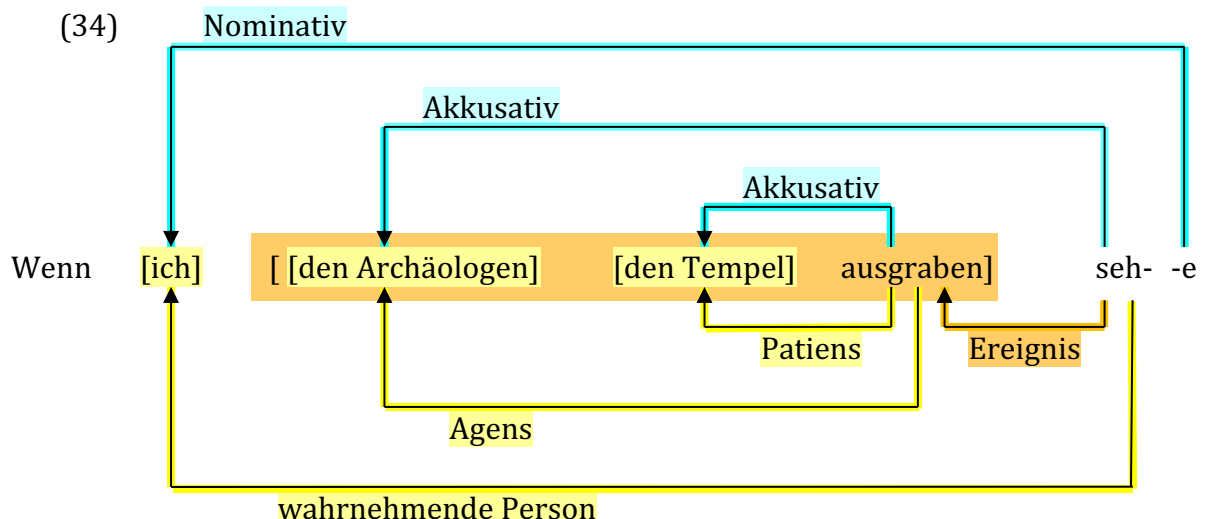 (34) Nominativ
Akkusativ
Akkusativ
Wenn [ich] [ [den Archäologen] [den Tempel] ausgraben] seh- -e
Patiens Ereignis
Agens
wahrnehmende Person